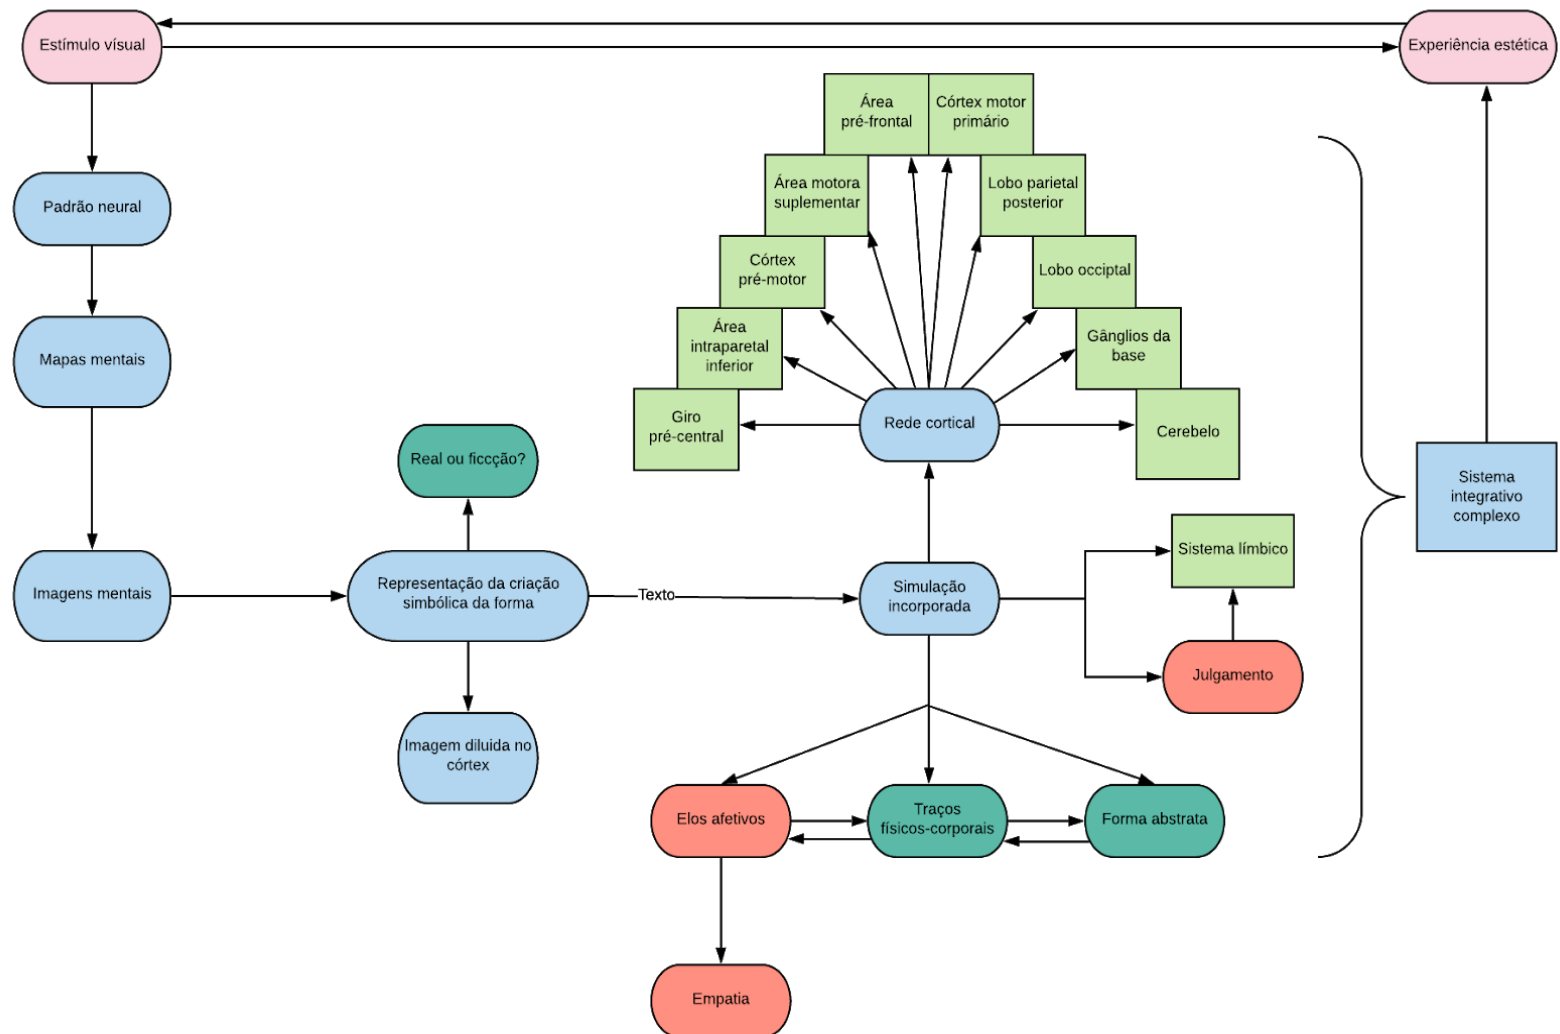 Estímulo vísual
Experiência estética
Área
pré-frontal
Córtex motor
primário
Área motora
suplementar
Lobo parietal
posterior
Padrão neural
Córtex
pré-motor
Lobo occiptal
Mapas mentais
Área
intraparetal
inferior
Gânglios da
base
Giro
pré-central
Rede cortical
Cerebelo
Real ou ficcção?
Sistema
integrativo
complexo
Sistema límbico
Imagens mentais
Representação da criação
simbólica da forma
Texto
Simulação
incorporada
Julgamento
Imagem diluida no
córtex
Elos afetivos
Traços
físicos-corporais
Forma abstrata
Empatia